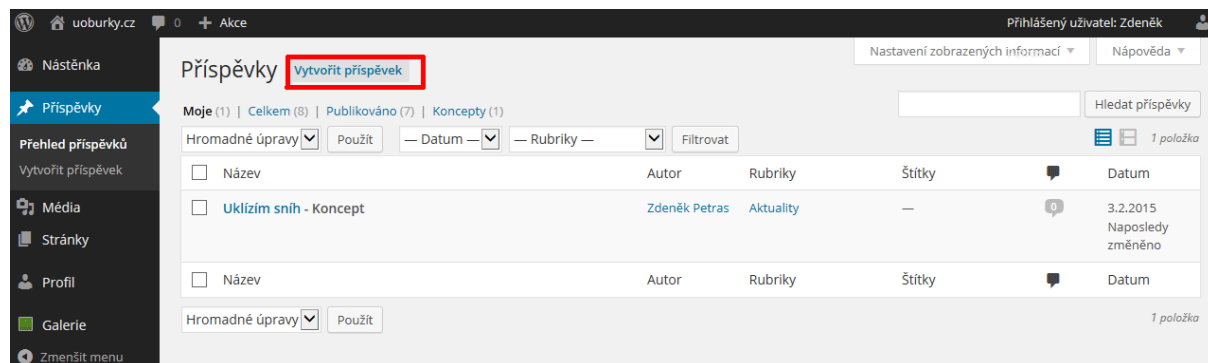 uoburky.cz 0 + Akce Přihlášený uživatel: Zdeněk
Nastavení zobrazených informací Nápověda
Nástěnka
Příspěvky
Přehled příspěvků
Vytvořit příspěvek
Média
Stránky
Profil
Galerie
Zmenšit menu
Příspěvky Vytvořit příspěvek
Moje (1) | Celkem (8) | Publikováno (7) | Koncepty (1)
Hledat příspěvky
Hromadné úpravy Použít — Datum — — Rubriky — Filtrovat 1 položka
Název Autor Rubriky Štítky Datum
Uklízím sníh - Koncept Zdeněk Petras Aktuality — 0 3.2.2015
Naposledy
změněno
Název Autor Rubriky Štítky Datum
Hromadné úpravy Použít 1 položka